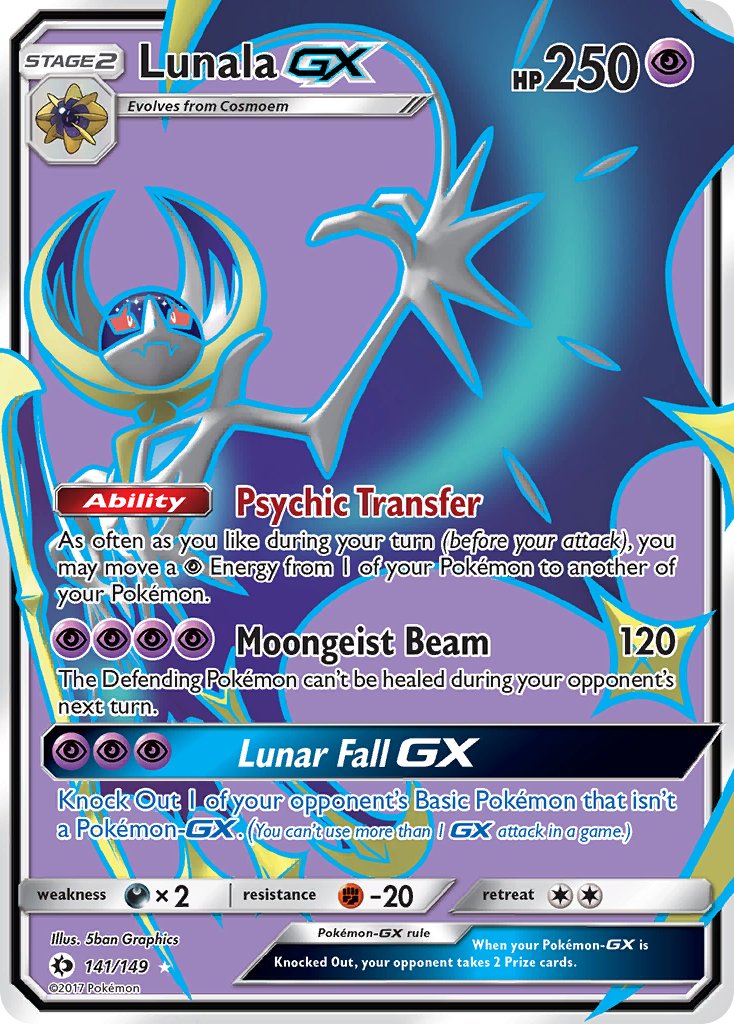 STAGE2 Lunala GX HP250
Evolves from Cosmoem
Ability Psychic Transfer
As often as you like during your turn (before your attack), you
may move a Energy from 1 of your Pokémon to another of
your Pokémon.
Moongeist Beam 120
The Defending Pokémon can't be healed during your opponent's
next turn.
Lunar Fall GX
Knock Out 1 of your opponent's Basic Pokémon that isn't
a Pokémon-GX. (You can't use more than 1 GX attack in a game.)
weakness ×2 resistance -20 retreat
Illus. 5ban Graphics
141/149
©2017 Pokémon
Pokémon-GX rule
When your Pokémon-GX is
Knocked Out, your opponent takes 2 Prize cards.